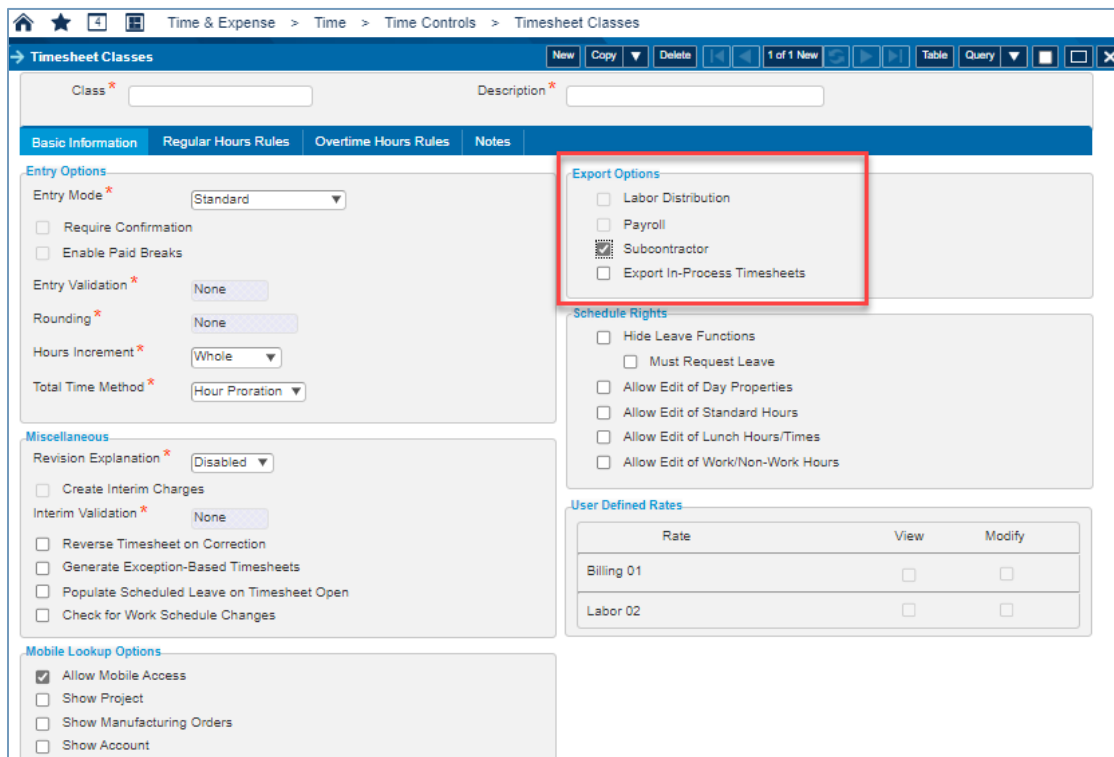 4 Time & Expense > Time > Time Controls > Timesheet Classes
Timesheet Classes New Copy Delete 1 of 1 New Table Query
Class * Description *
Basic Information Regular Hours Rules Overtime Hours Rules Notes
Entry Options
Entry Mode * Standard
Require Confirmation
Enable Paid Breaks
Entry Validation * None
Rounding * None
Hours Increment * Whole
Total Time Method * Hour Proration
Miscellaneous
Revision Explanation * Disabled
Create Interim Charges
Interim Validation * None
Reverse Timesheet on Correction
Generate Exception-Based Timesheets
Populate Scheduled Leave on Timesheet Open
Check for Work Schedule Changes
Mobile Lookup Options
Allow Mobile Access
Show Project
Show Manufacturing Orders
Show Account
Export Options
Labor Distribution
Payroll
Subcontractor
Export In-Process Timesheets
Schedule Rights
Hide Leave Functions
Must Request Leave
Allow Edit of Day Properties
Allow Edit of Standard Hours
Allow Edit of Lunch Hours/Times
Allow Edit of Work/Non-Work Hours
User Defined Rates
Rate View Modify
Billing 01
Labor 02